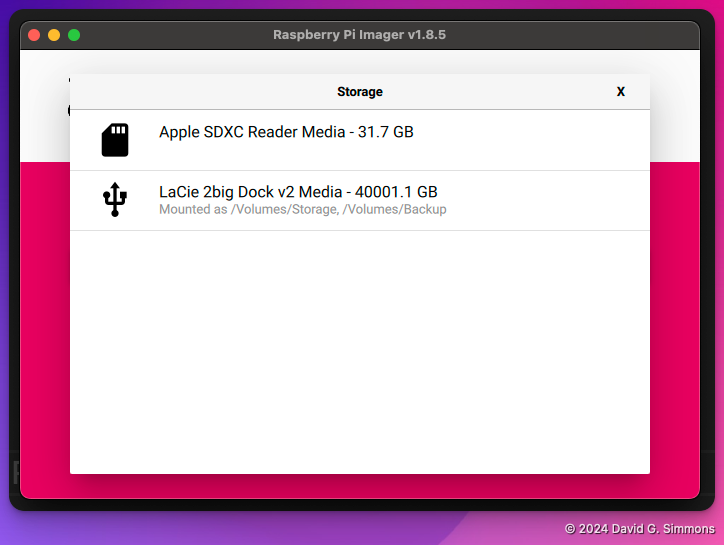 Raspberry Pi Imager v1.8.5
Storage
X
Apple SDXC Reader Media - 31.7 GB
LaCie 2big Dock v2 Media - 40001.1 GB
Mounted as /Volumes/Storage, /Volumes/Backup
© 2024 David G. Simmons